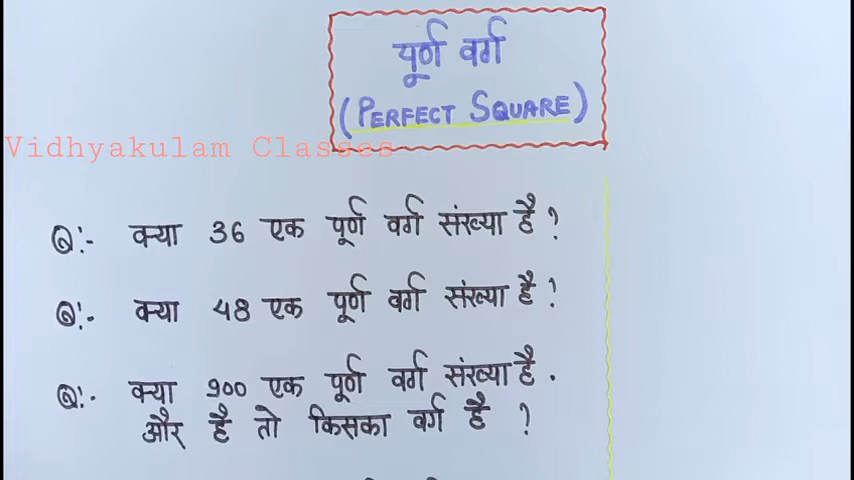 पूर्ण वर्ग
(PERFECT SQUARE)
Vidhyakulam Classes
Q:- क्या 36 एक पूर्ण वर्ग संख्या है?
Q:- क्या 48 एक पूर्ण वर्ग संख्या है?
Q:- क्या 900 एक पूर्ण वर्ग संख्या है.
और है तो किसका वर्ग है ?